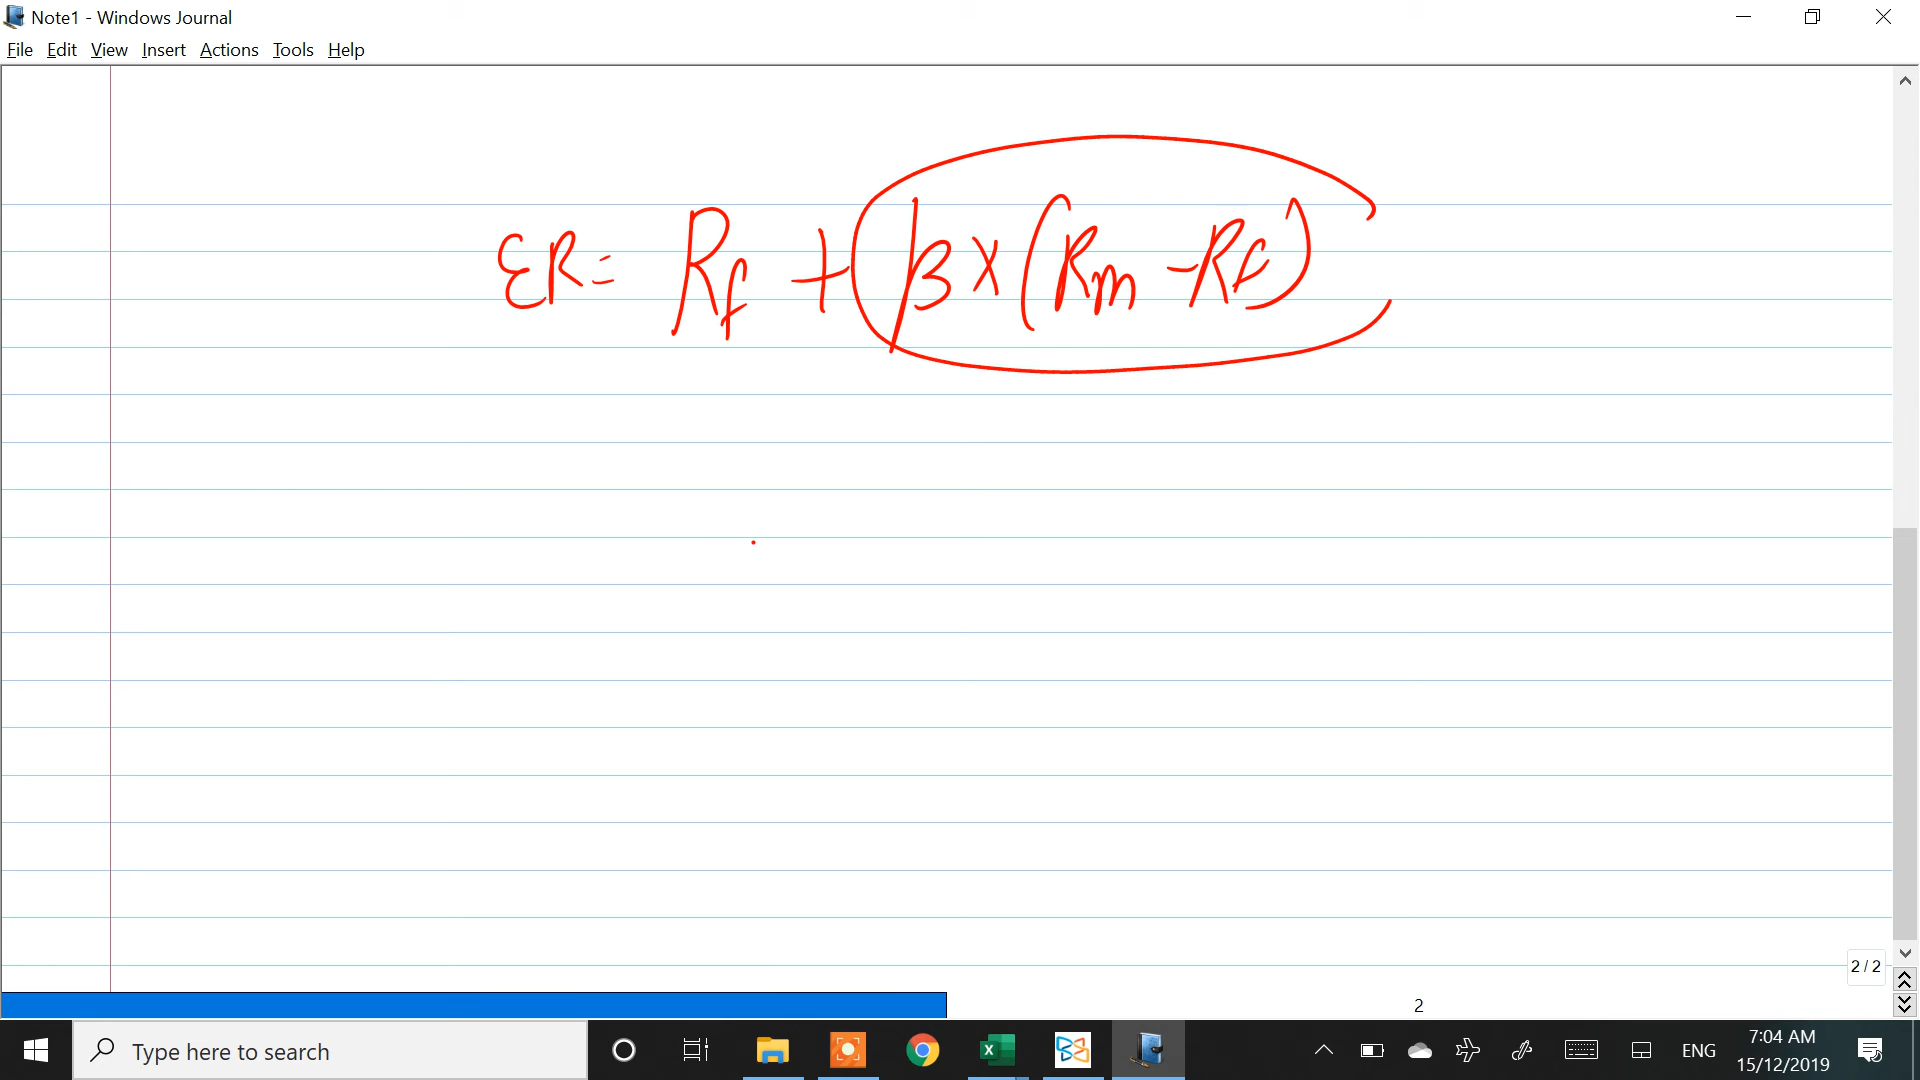 Note1 - Windows Journal
File Edit View Insert Actions Tools Help
ER = Rf + β × (Rm - Rf)
2 / 2
2
Type here to search
ENG
7:04 AM
15/12/2019